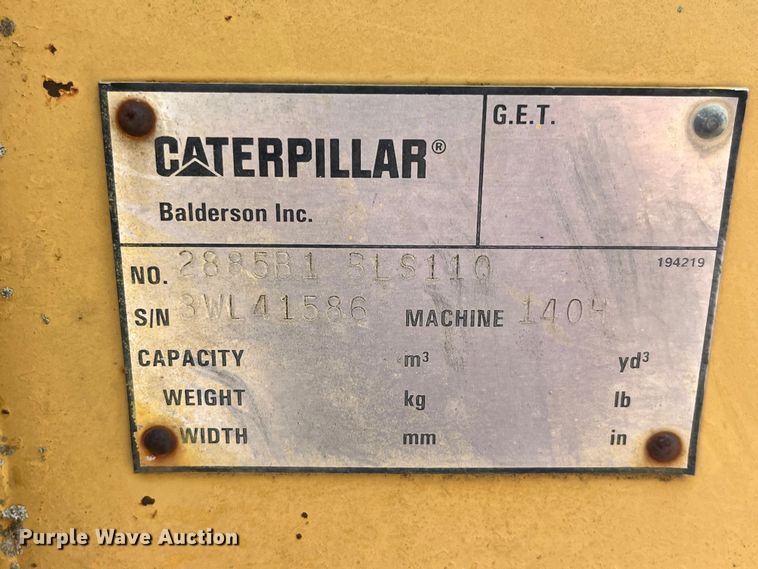 CATERPILLAR®
Balderson Inc.
G.E.T.
194219
NO. 2885B1 BLS110
S/N 3WL41586 MACHINE 140H
CAPACITY m³ yd³
WEIGHT kg lb
WIDTH mm in
Purple Wave Auction